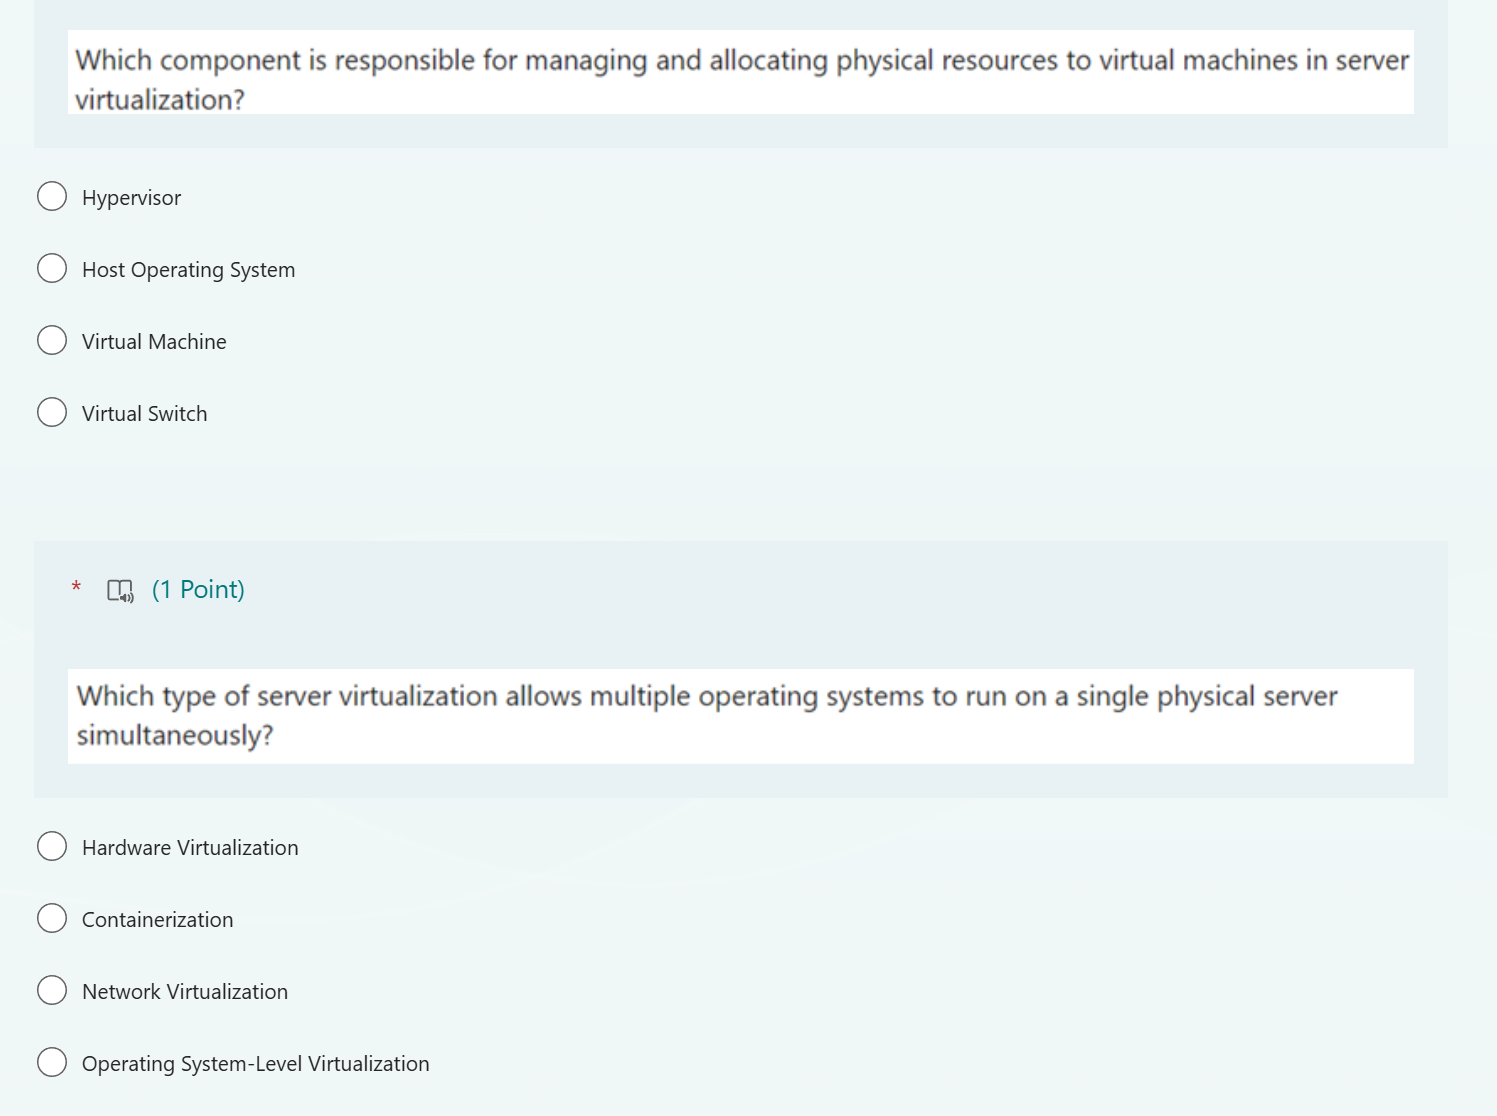 Which component is responsible for managing and allocating physical resources to virtual machines in server
virtualization?
Hypervisor
Host Operating System
Virtual Machine
Virtual Switch
* (1 Point)
Which type of server virtualization allows multiple operating systems to run on a single physical server
simultaneously?
Hardware Virtualization
Containerization
Network Virtualization
Operating System-Level Virtualization